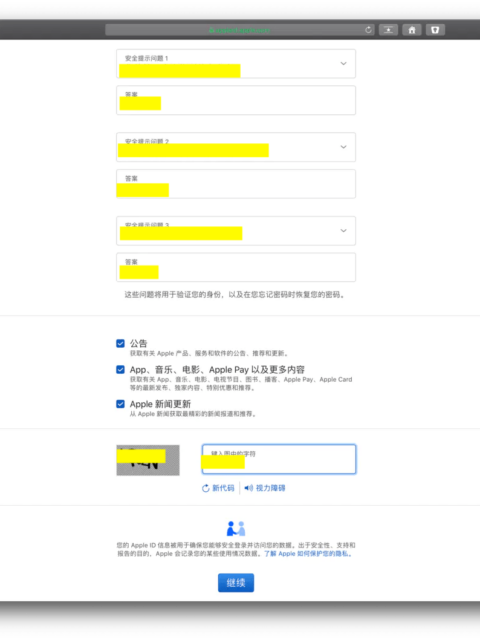 安全提示问题 1
答案
安全提示问题 2
答案
安全提示问题 3
答案
这些问题将用于验证您的身份，以及在您忘记密码时恢复您的密码。
公告
获取有关 Apple 产品、服务和软件的公告、推荐和更新。
App、音乐、电影、Apple Pay 以及更多内容
获取有关 App、音乐、电影、电视节目、图书、播客、Apple Pay、Apple Card
等的最新发布、独家内容、特别优惠和推荐。
Apple 新闻更新
从 Apple 新闻获取最精彩的新闻报道和推荐。
键入图中的字符
新代码
视力障碍
您的 Apple ID 信息被用于确保您能够安全登录并访问您的数据。出于安全性、支持和
报告的目的，Apple 会记录您的某些使用情况数据。了解 Apple 如何保护您的隐私。
继续